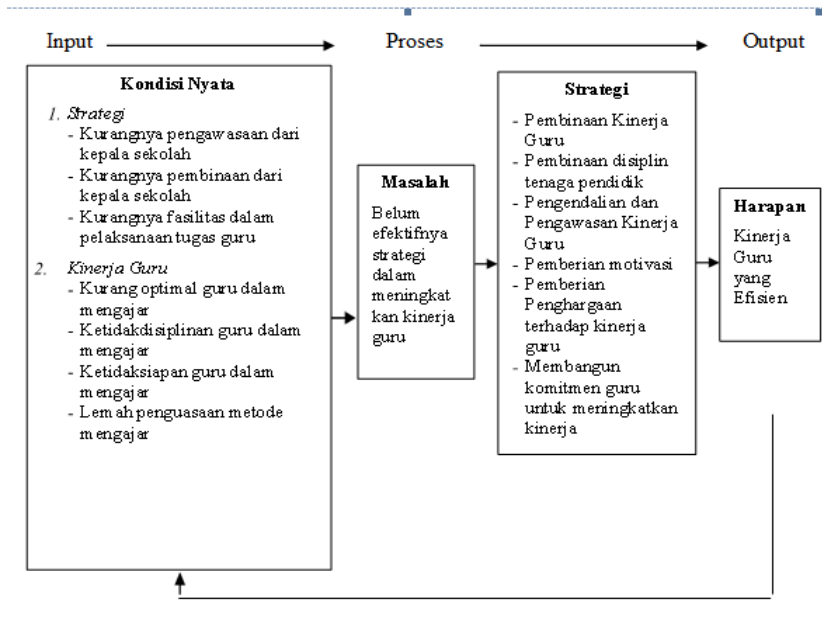 Input
Proses
Output
Kondisi Nyata
1. Strategi
- Kurangnya pengawasan dari
kepala sekolah
- Kurangnya pembinaan dari
kepala sekolah
- Kurangnya fasilitas dalam
pelaksanaan tugas guru
2. Kinerja Guru
- Kurang optimal guru dalam
mengajar
- Ketidakdisiplinan guru dalam
mengajar
- Ketidaksiapan guru dalam
mengajar
- Lemah penguasaan metode
mengajar
Masalah
Belum
efektifnya
strategi
dalam
meningkat
kan kinerja
guru
Strategi
- Pembinaan Kinerja
Guru
- Pembinaan disiplin
tenaga pendidik
- Pengendalian dan
Pengawasan Kinerja
Guru
- Pemberian motivasi
- Pemberian
Penghargaan
terhadap kinerja
guru
- Membangun
komitmen guru
untuk meningkatkan
kinerja
Harapan
Kinerja
Guru
yang
Efisien